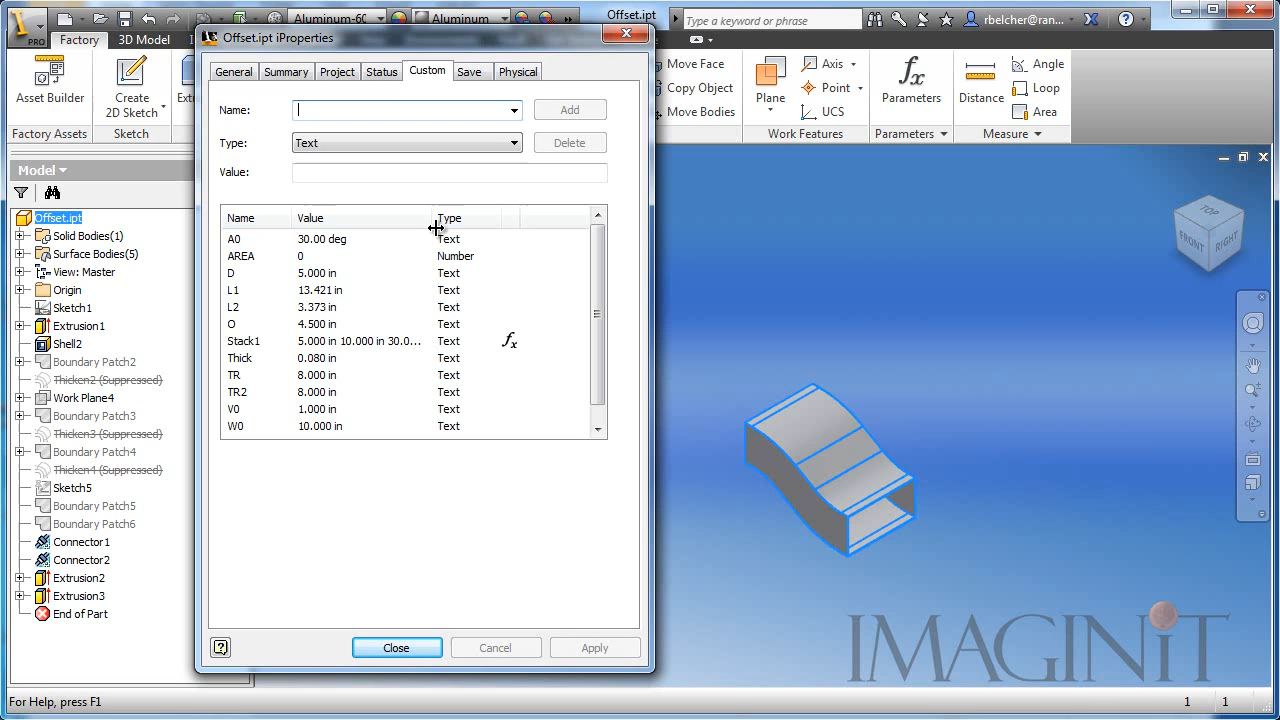 PRO
Aluminum-60
Aluminum
Offset.ipt
Type a keyword or phrase
rbelcher@ran...
Factory
3D Model
Asset Builder
Create
2D Sketch
Factory Assets
Sketch
Move Face
Copy Object
Move Bodies
Plane
Axis
Point
UCS
Work Features
Parameters
Parameters
Distance
Angle
Loop
Area
Measure
Model
Offset.ipt
Solid Bodies(1)
Surface Bodies(5)
View: Master
Origin
Sketch1
Extrusion1
Shell2
Boundary Patch2
Thicken2 (Suppressed)
Work Plane4
Boundary Patch3
Thicken3 (Suppressed)
Boundary Patch4
Thicken4 (Suppressed)
Sketch5
Boundary Patch5
Boundary Patch6
Connector1
Connector2
Extrusion2
Extrusion3
End of Part
Offset.ipt iProperties
General Summary Project Status Custom Save Physical
Name: Add
Type: Text Delete
Value:
Name Value Type
A0 30.00 deg Text
AREA 0 Number
D 5.000 in Text
L1 13.421 in Text
L2 3.373 in Text
O 4.500 in Text
Stack1 5.000 in 10.000 in 30.0... Text fx
Thick 0.080 in Text
TR 8.000 in Text
TR2 8.000 in Text
V0 1.000 in Text
W0 10.000 in Text
Close Cancel Apply
TOP
FRONT RIGHT
IMAGINiT
For Help, press F1
1 1